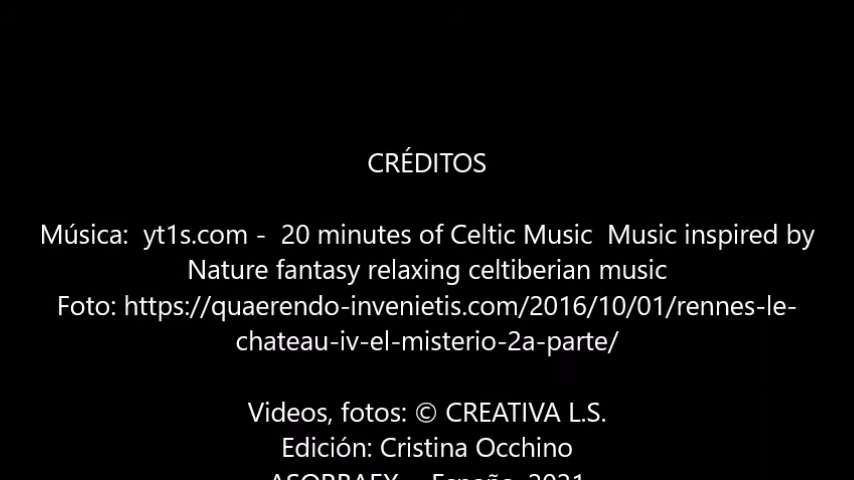 CRÉDITOS
Música:  yt1s.com -  20 minutes of Celtic Music  Music inspired by
Nature fantasy relaxing celtiberian music
Foto: https://quaerendo-invenietis.com/2016/10/01/rennes-le-
chateau-iv-el-misterio-2a-parte/
Videos, fotos: © CREATIVA L.S.
Edición: Cristina Occhino
España, 2021